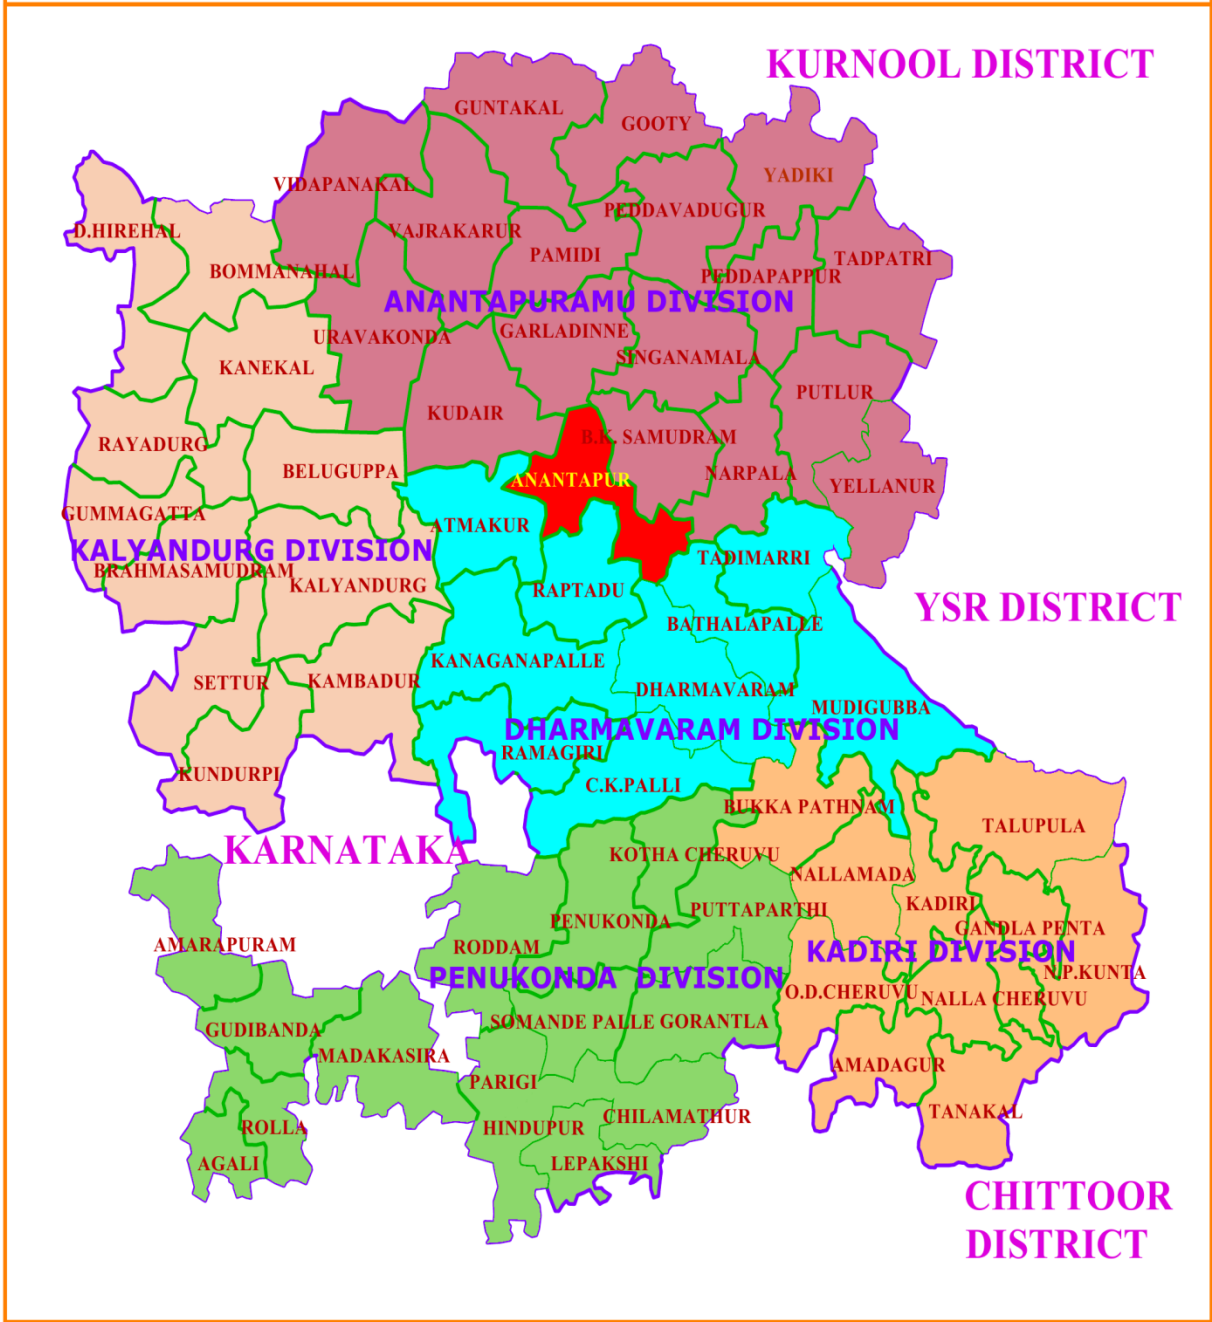 KURNOOL DISTRICT
GUNTAKAL
GOOTY
YADIKI
VIDAPANAKAL
PEDDAVADUGUR
D.HIREHAL
VAJRAKARUR
PAMIDI
TADPATRI
BOMMANAHAL
PEDDAPAPPUR
ANANTAPURAMU DIVISION
URAVAKONDA
GARLADINNE
SINGANAMALA
KANEKAL
PUTLUR
KUDAIR
RAYADURG
B.K. SAMUDRAM
BELUGUPPA
ANANTAPUR
NARPALA
YELLANUR
GUMMAGATTA
ATMAKUR
KALYANDURG DIVISION
TADIMARRI
BRAHMASAMUDRAM
KALYANDURG
RAPTADU
YSR DISTRICT
BATHALAPALLE
KANAGANAPALLE
SETTUR
KAMBADUR
DHARMAVARAM
MUDIGUBBA
DHARMAVARAM DIVISION
RAMAGIRI
KUNDURPI
C.K.PALLI
BUKKA PATHNAM
TALUPULA
KARNATAKA
KOTHA CHERUVU
NALLAMADA
KADIRI
PUTTAPARTHI
PENUKONDA
GANDLA PENTA
AMARAPURAM
RODDAM
KADIRI DIVISION
PENUKONDA DIVISION
N.P.KUNTA
O.D.CHERUVU
NALLA CHERUVU
GUDIBANDA
SOMANDE PALLE
GORANTLA
MADAKASIRA
AMADAGUR
PARIGI
TANAKAL
CHILAMATHUR
ROLLA
HINDUPUR
AGALI
LEPAKSHI
CHITTOOR
DISTRICT